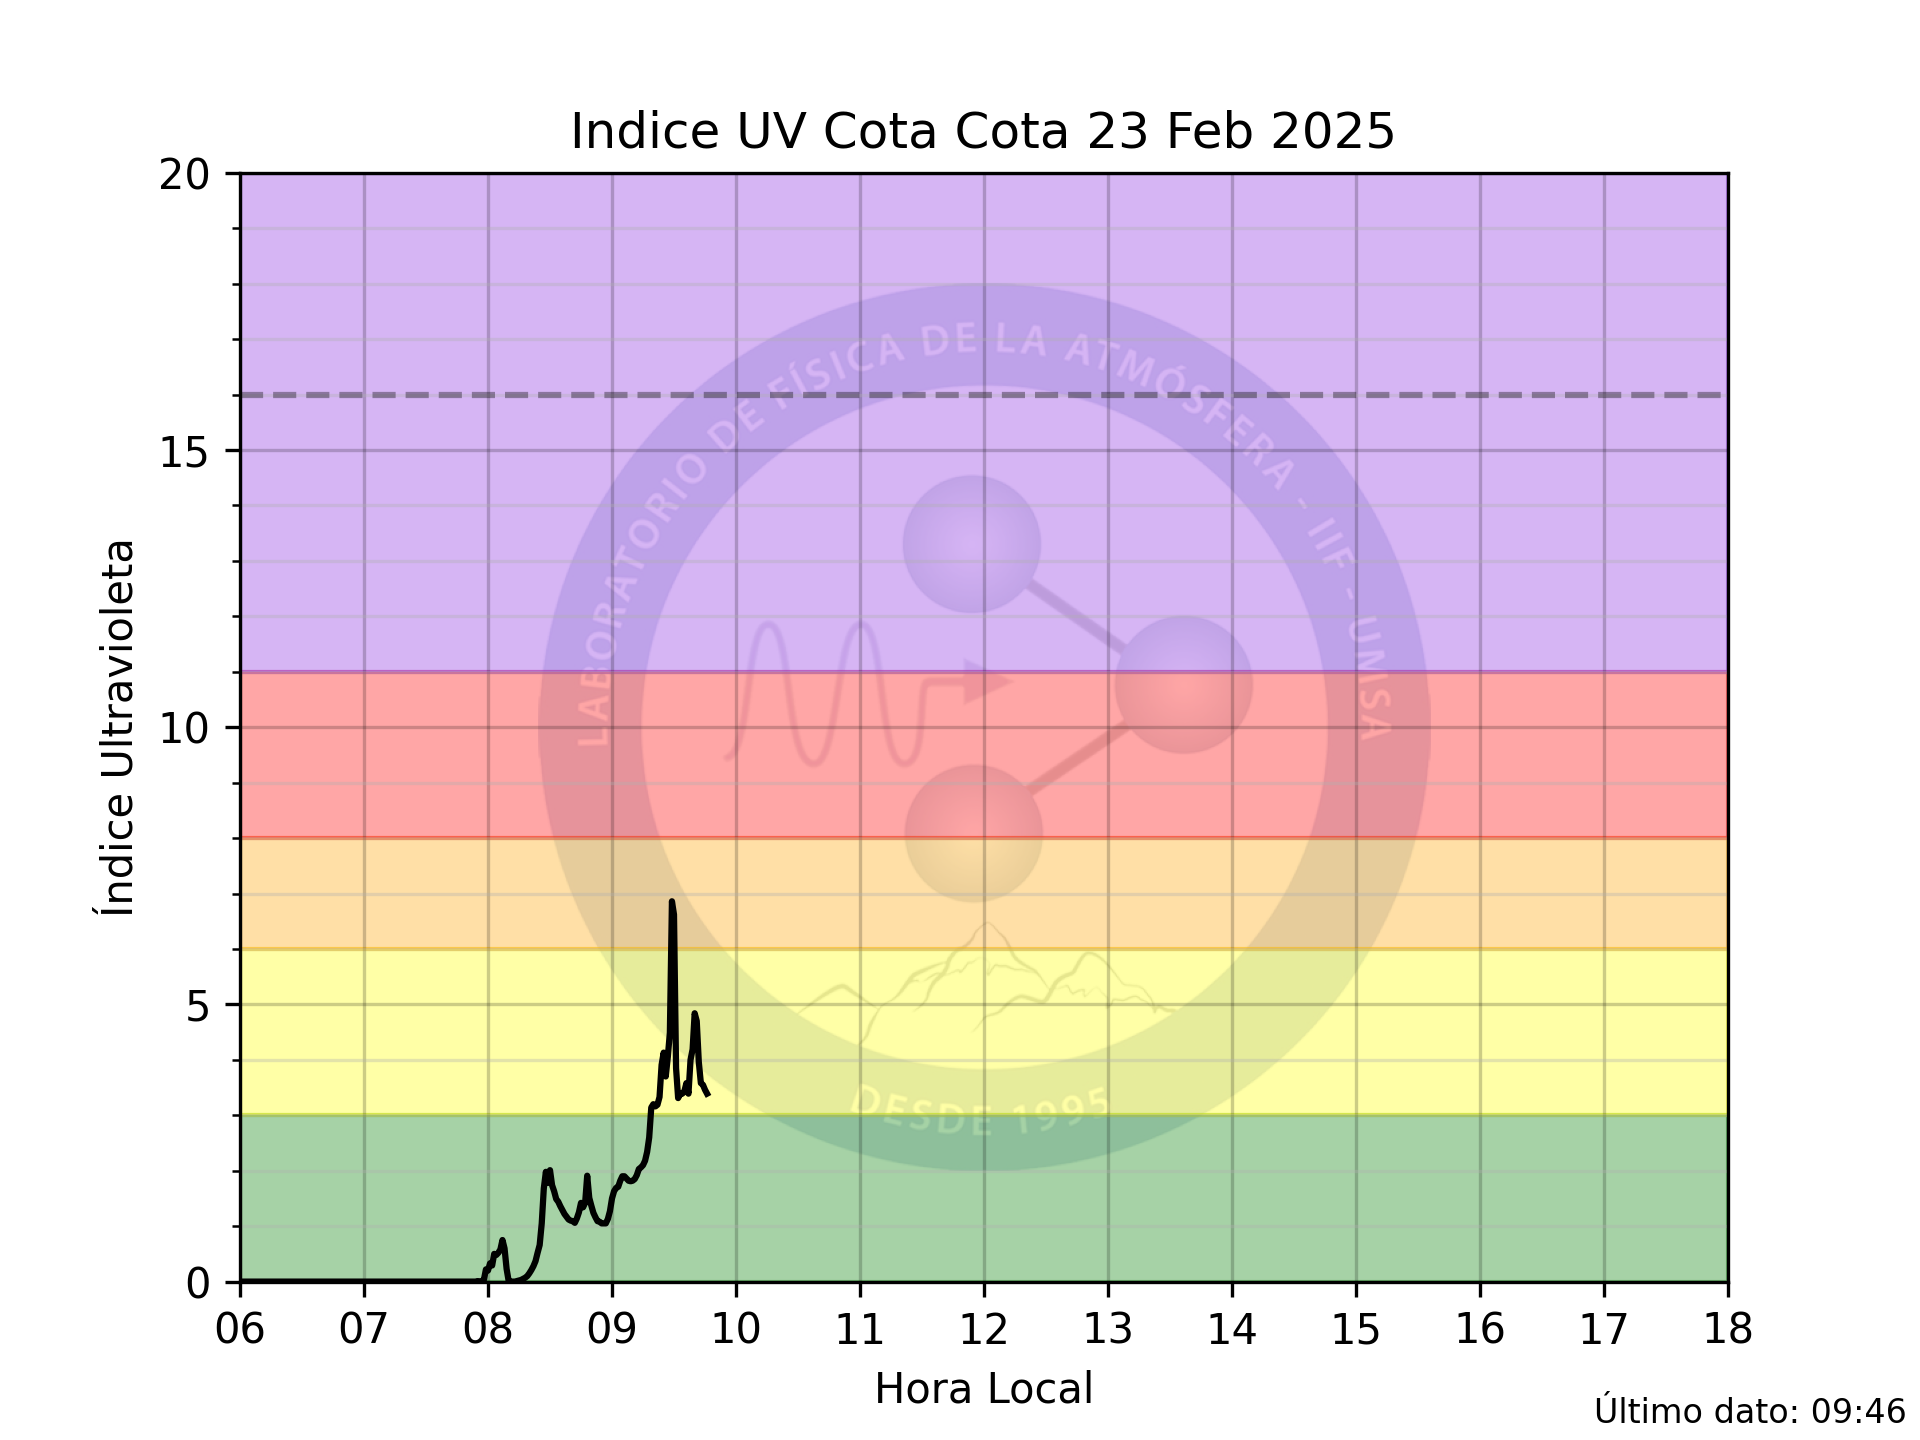 Indice UV Cota Cota 23 Feb 2025
20
15
10
5
0
Índice Ultravioleta
LABORATORIO DE FÍSICA DE LA ATMÓSFERA - IIF - UMSA
DESDE 1995
06 07 08 09 10 11 12 13 14 15 16 17 18
Hora Local
Último dato: 09:46